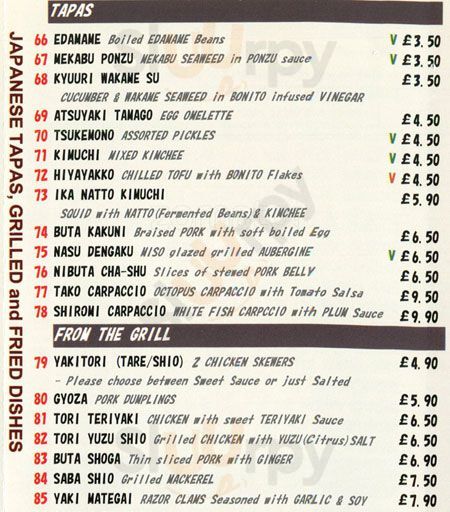 TAPAS
66 EDAMAME Boiled EDAMAME Beans V £3.50
67 MEKABU PONZU MEKABU SEAWEED in PONZU sauce V £3.50
68 KYUURI WAKAME SU £3.50
CUCUMBER & WAKAME SEAWEED in BONITO infused VINEGAR
69 ATSUYAKI TAMAGO EGG OMELETTE £4.50
70 TSUKEMONO ASSORTED PICKLES V £4.50
71 KIMUCHI MIXED KIMCHEE V £4.50
72 HIYAYAKKO CHILLED TOFU with BONITO Flakes V £4.50
73 IKA NATTO KIMUCHI £5.90
SQUID with NATTO(Fermented Beans)& KIMCHEE
74 BUTA KAKUNI Braised PORK with soft boiled Egg £6.50
75 NASU DENGAKU MISO glazed grilled AUBERGINE V £6.50
76 NIBUTA CHA-SHU Slices of stewed PORK BELLY £6.50
77 TAKO CARPACCIO OCTOPUS CARPACCIO with Tomato Salsa £9.50
78 SHIROMI CARPACCIO WHITE FISH CARPCCIO with PLUM Sauce £9.90
FROM THE GRILL
79 YAKITORI (TARE/SHIO) 2 CHICKEN SKEWERS £4.90
- Please choose between Sweet Sauce or just Salted
80 GYOZA PORK DUMPLINGS £5.90
81 TORI TERIYAKI CHICKEN with sweet TERIYAKI Sauce £6.50
82 TORI YUZU SHIO Grilled CHICKEN with YUZU(Citrus)SALT £6.50
83 BUTA SHOGA Thin sliced PORK with GINGER £6.90
84 SABA SHIO Grilled MACKEREL £7.50
85 YAKI MATEGAI RAZOR CLAMS Seasoned with GARLIC & SOY £7.90
JAPANESE TAPAS, GRILLED and FRIED DISHES